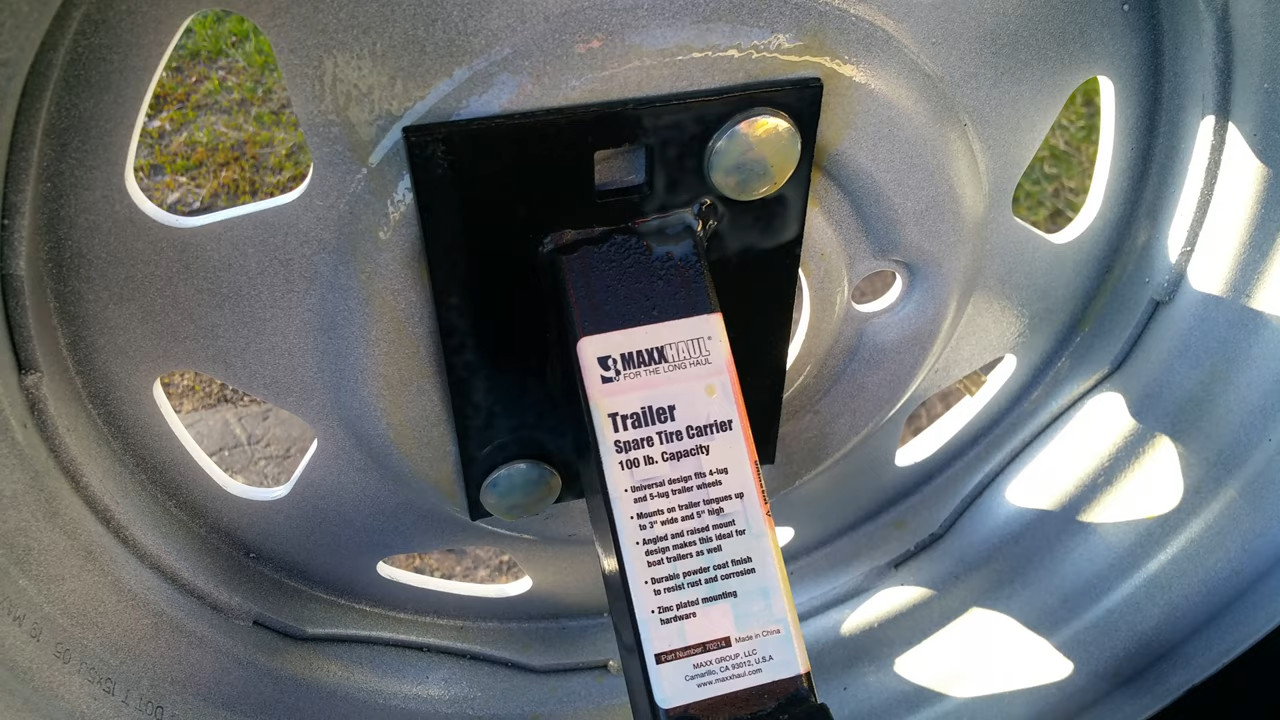 MAXXHAUL®
FOR THE LONG HAUL
Trailer
Spare Tire Carrier
100 lb. Capacity
• Universal design fits 4-lug
and 5-lug trailer wheels
• Mounts on trailer tongues up
to 3" wide and 5" high
• Angled and raised mount
design makes this ideal for
boat trailers as well
• Durable powder coat finish
to resist rust and corrosion
• Zinc plated mounting
hardware
Part Number: 70214 Made in China
MAXX GROUP, LLC
Camarillo, CA 93012, U.S.A
www.maxxhaul.com
DOT T 15X5